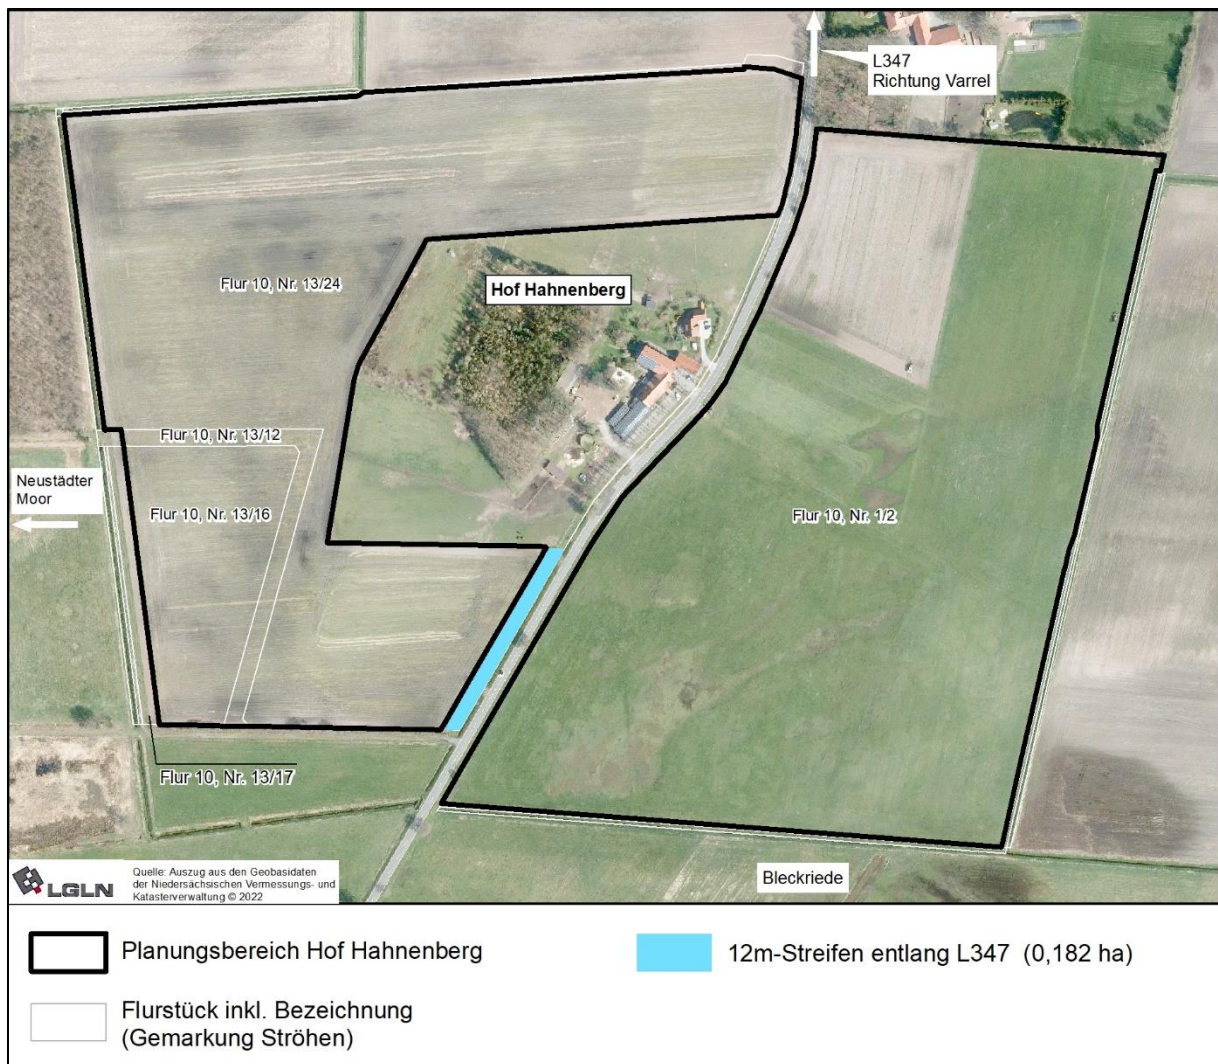 L347
Richtung Varrel
Hof Hahnenberg
Flur 10, Nr. 13/24
Flur 10, Nr. 13/12
Neustädter
Moor
Flur 10, Nr. 13/16
Flur 10, Nr. 1/2
Flur 10, Nr. 13/17
LGLN
Quelle: Auszug aus den Geobasidaten
der Niedersächsischen Vermessungs- und
Katasterverwaltung © 2022
Bleckriede
Planungsbereich Hof Hahnenberg
12m-Streifen entlang L347 (0,182 ha)
Flurstück inkl. Bezeichnung
(Gemarkung Ströhen)